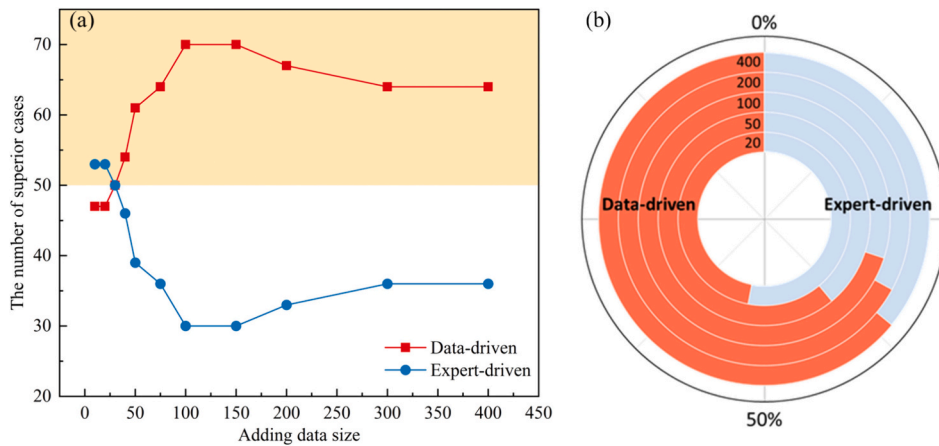 (a)
The number of superior cases
70
60
50
40
30
20
0 50 100 150 200 250 300 350 400 450
Adding data size
Data-driven
Expert-driven
(b)
0%
400
200
100
50
20
Data-driven
Expert-driven
50%